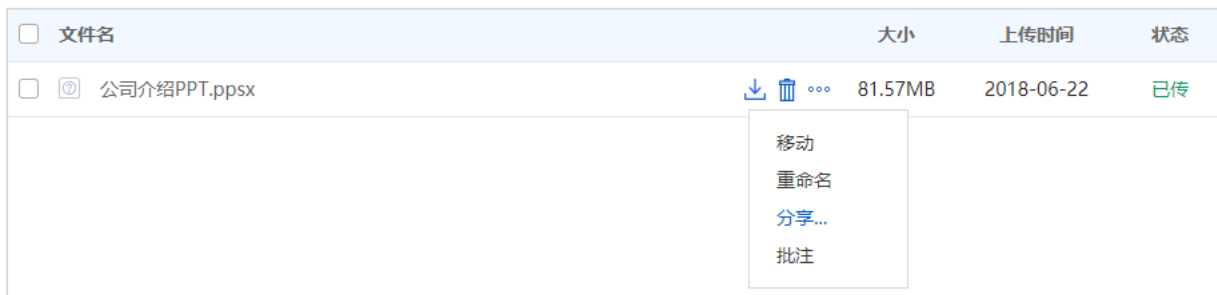 文件名 大小 上传时间 状态
公司介绍PPT.ppsx 81.57MB 2018-06-22 已传
移动
重命名
分享...
批注